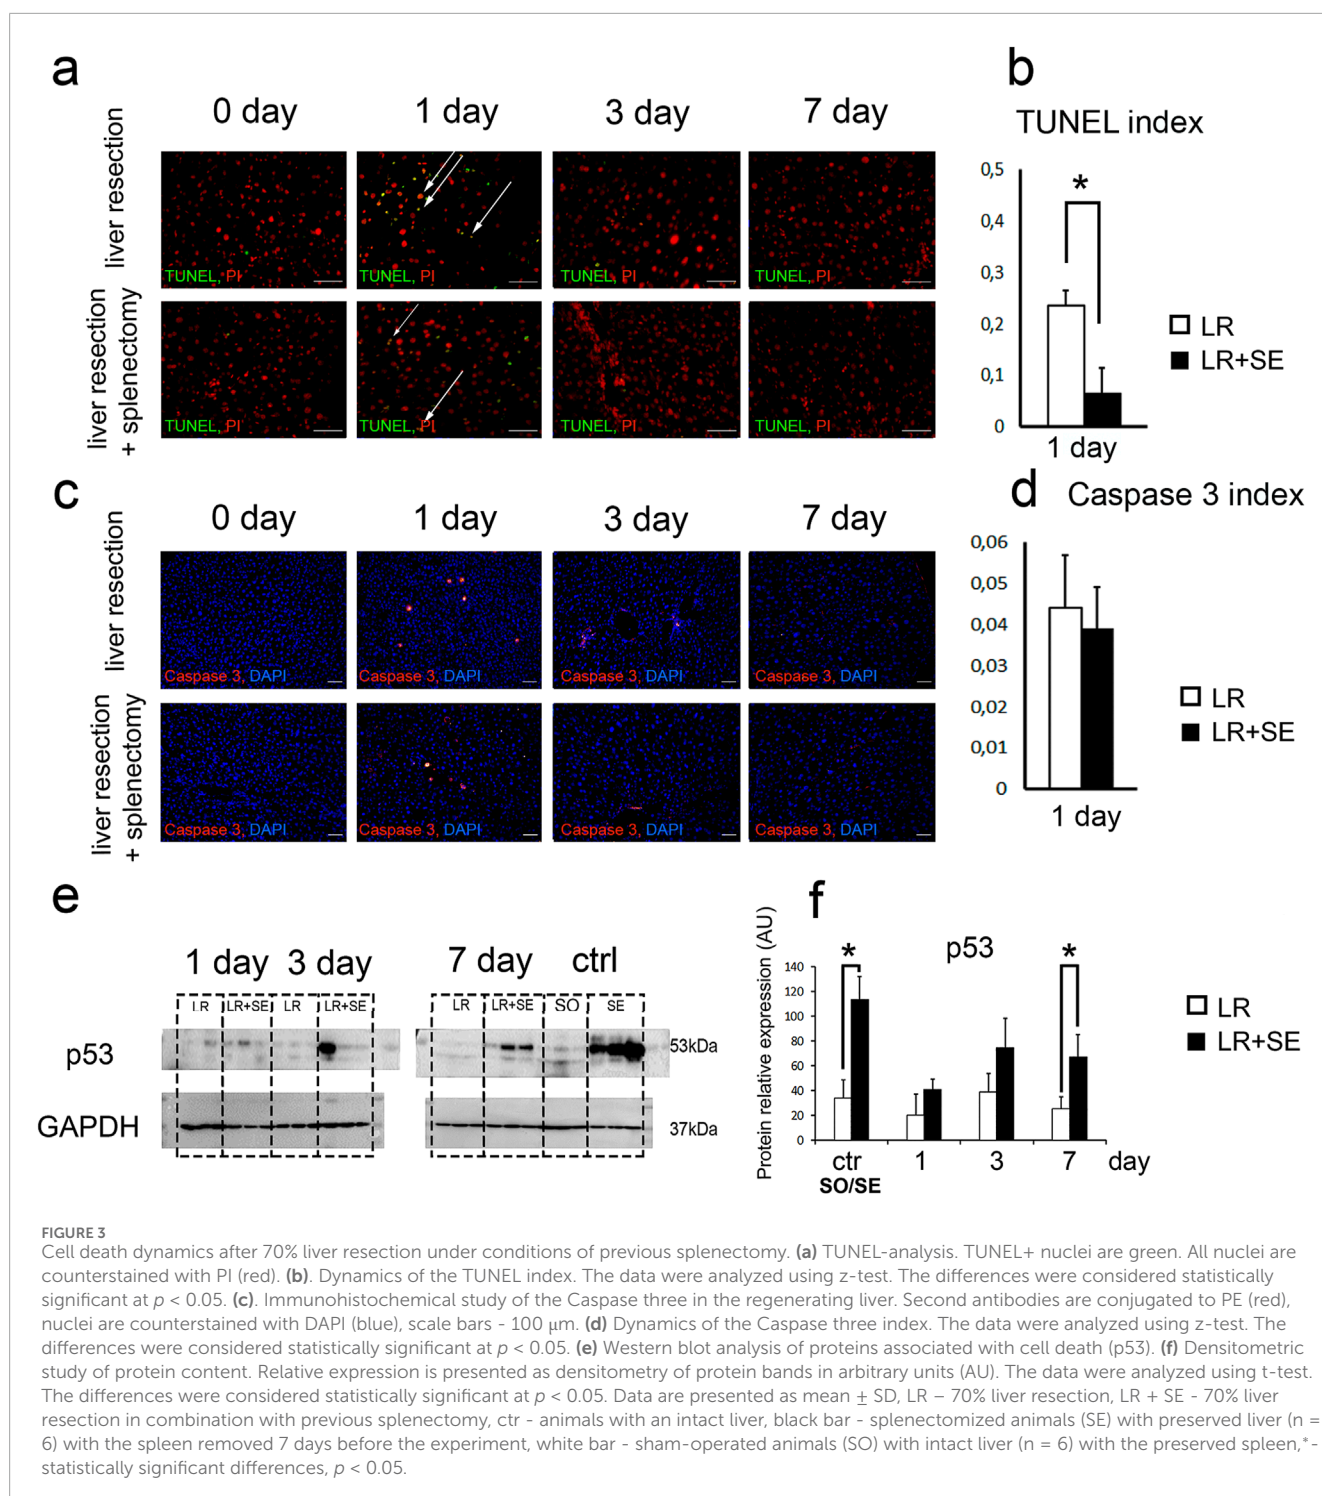 a
0 day 1 day 3 day 7 day
liver resection
TUNEL, PI TUNEL, PI TUNEL, PI TUNEL, PI
liver resection
+ splenectomy
TUNEL, PI TUNEL, PI TUNEL, PI TUNEL, PI
b
TUNEL index
0,5
0,4
0,3
0,2
0,1
0
*
1 day
LR
LR+SE
c
0 day 1 day 3 day 7 day
liver resection
Caspase 3, DAPI Caspase 3, DAPI Caspase 3, DAPI Caspase 3, DAPI
liver resection
+ splenectomy
Caspase 3, DAPI Caspase 3, DAPI Caspase 3, DAPI Caspase 3, DAPI
d Caspase 3 index
0,06
0,05
0,04
0,03
0,02
0,01
0
1 day
LR
LR+SE
e
1 day 3 day 7 day ctrl
LR LR+SE LR LR+SE LR LR+SE SO SE
p53 53kDa
GAPDH 37kDa
f
p53
Protein relative expression (AU)
140
120
100
80
60
40
20
0
* *
ctr 1 3 7 day
SO/SE
LR
LR+SE
FIGURE 3
Cell death dynamics after 70% liver resection under conditions of previous splenectomy. (a) TUNEL-analysis. TUNEL+ nuclei are green. All nuclei are
counterstained with PI (red). (b). Dynamics of the TUNEL index. The data were analyzed using z-test. The differences were considered statistically
significant at p < 0.05. (c). Immunohistochemical study of the Caspase three in the regenerating liver. Second antibodies are conjugated to PE (red),
nuclei are counterstained with DAPI (blue), scale bars - 100 μm. (d) Dynamics of the Caspase three index. The data were analyzed using z-test. The
differences were considered statistically significant at p < 0.05. (e) Western blot analysis of proteins associated with cell death (p53). (f) Densitometric
study of protein content. Relative expression is presented as densitometry of protein bands in arbitrary units (AU). The data were analyzed using t-test.
The differences were considered statistically significant at p < 0.05. Data are presented as mean ± SD, LR – 70% liver resection, LR + SE - 70% liver
resection in combination with previous splenectomy, ctr - animals with an intact liver, black bar - splenectomized animals (SE) with preserved liver (n =
6) with the spleen removed 7 days before the experiment, white bar - sham-operated animals (SO) with intact liver (n = 6) with the preserved spleen,*-
statistically significant differences, p < 0.05.